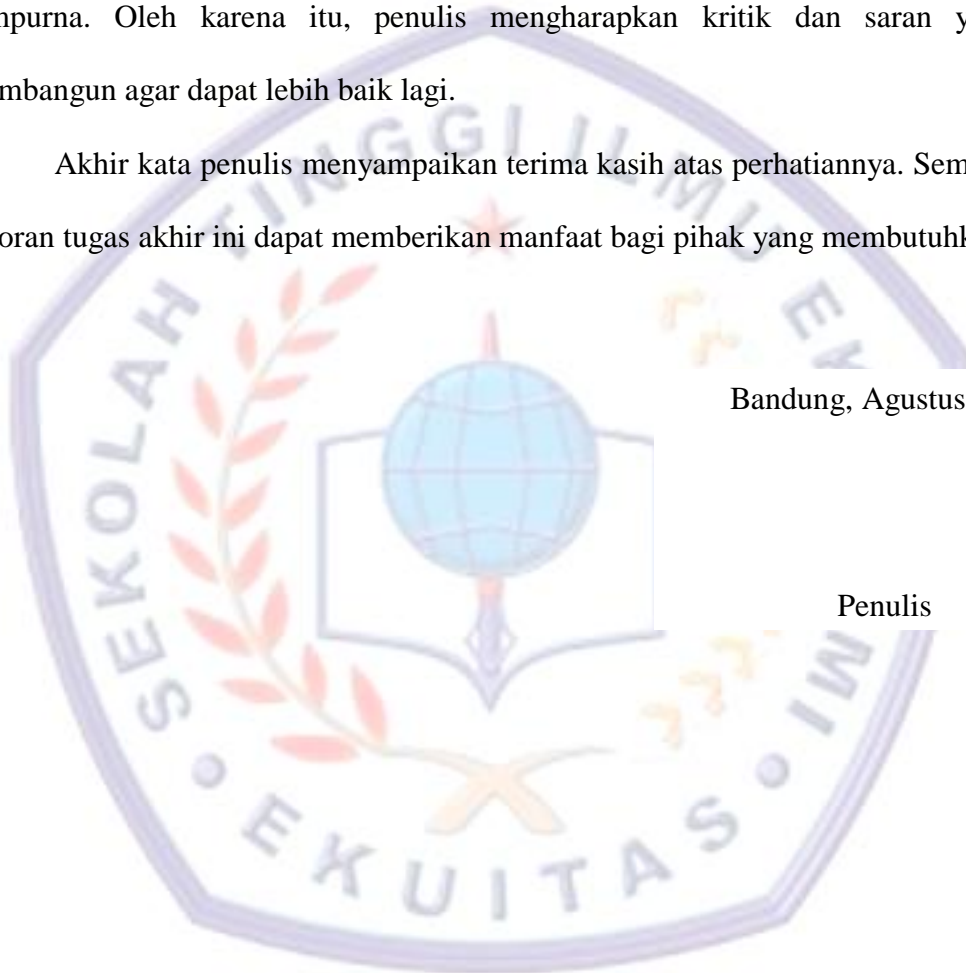 npurna. Oleh karena itu, penulis mengharapkan kritik dan saran y
mbangun agar dapat lebih baik lagi.
Akhir kata penulis menyampaikan terima kasih atas perhatiannya. Sem
oran tugas akhir ini dapat memberikan manfaat bagi pihak yang membutuhk
SEKOLAH TINGGI ILMU EK
MI
Bandung, Agustus
Penulis
EKUITAS